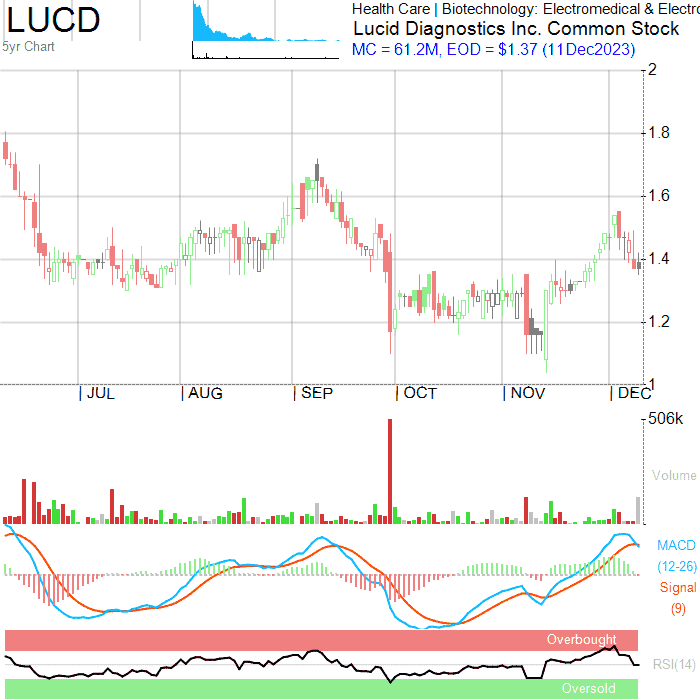 LUCD
5yr Chart
Health Care | Biotechnology: Electromedical & Electro
Lucid Diagnostics Inc. Common Stock
MC = 61.2M, EOD = $1.37 (11Dec2023)
2
1.8
1.6
1.4
1.2
1
| JUL | AUG | SEP | OCT | NOV | DEC
506k
Volume
MACD
(12-26)
Signal
(9)
Overbought
RSI(14)
Oversold